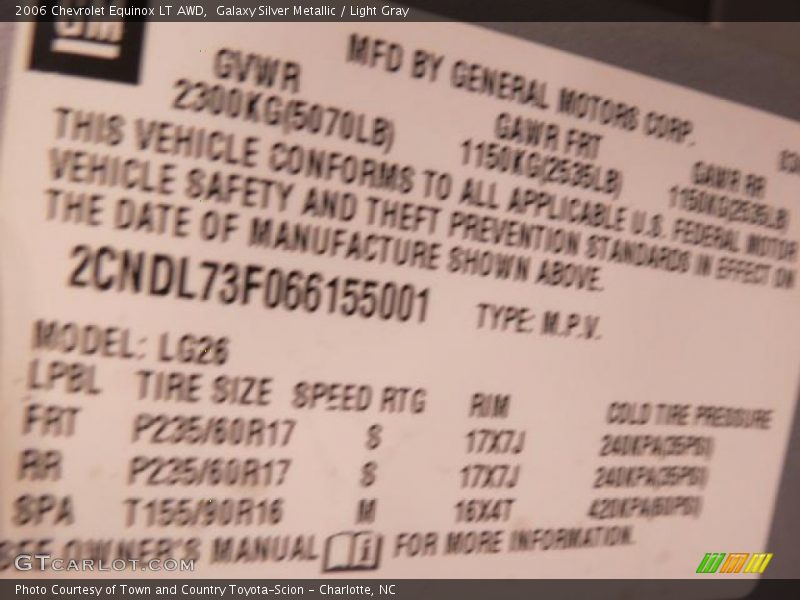 2006 Chevrolet Equinox LT AWD,  Galaxy Silver Metallic / Light Gray
GM
MFD BY GENERAL MOTORS CORP.
GVWR GAWR FRT GAWR RR
2300KG(5070LB) 1150KG(2535LB) 1150KG(2535LB)
THIS VEHICLE CONFORMS TO ALL APPLICABLE U.S. FEDERAL MOTOR
VEHICLE SAFETY AND THEFT PREVENTION STANDARDS IN EFFECT ON
THE DATE OF MANUFACTURE SHOWN ABOVE.
2CNDL73F066155001 TYPE: M.P.V.
MODEL: LG26
LPBL TIRE SIZE SPEED RTG RIM COLD TIRE PRESSURE
FRT P235/60R17 S 17X7J 240KPA(35PSI)
RR P235/60R17 S 17X7J 240KPA(35PSI)
SPA T155/90R16 M 16X4T 420KPA(60PSI)
SEE OWNER'S MANUAL FOR MORE INFORMATION.
GTCARLOT.COM
Photo Courtesy of Town and Country Toyota-Scion - Charlotte, NC